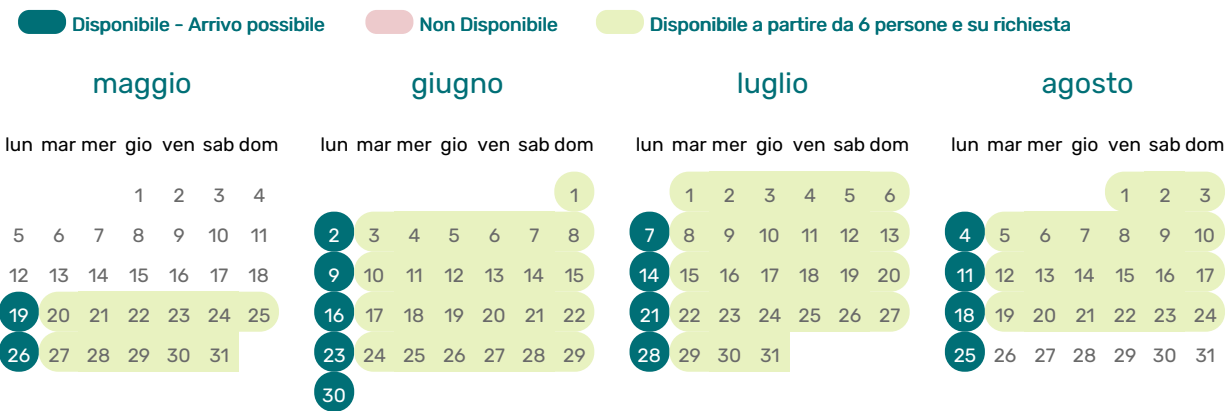 Disponibile - Arrivo possibile Non Disponibile Disponibile a partire da 6 persone e su richiesta
maggio giugno luglio agosto
lun mar mer gio ven sab dom lun mar mer gio ven sab dom lun mar mer gio ven sab dom lun mar mer gio ven sab dom
1 2 3 4 1 1 2 3 4 5 6 1 2 3
5 6 7 8 9 10 11 2 3 4 5 6 7 8 7 8 9 10 11 12 13 4 5 6 7 8 9 10
12 13 14 15 16 17 18 9 10 11 12 13 14 15 14 15 16 17 18 19 20 11 12 13 14 15 16 17
19 20 21 22 23 24 25 16 17 18 19 20 21 22 21 22 23 24 25 26 27 18 19 20 21 22 23 24
26 27 28 29 30 31 23 24 25 26 27 28 29 28 29 30 31 25 26 27 28 29 30 31
30